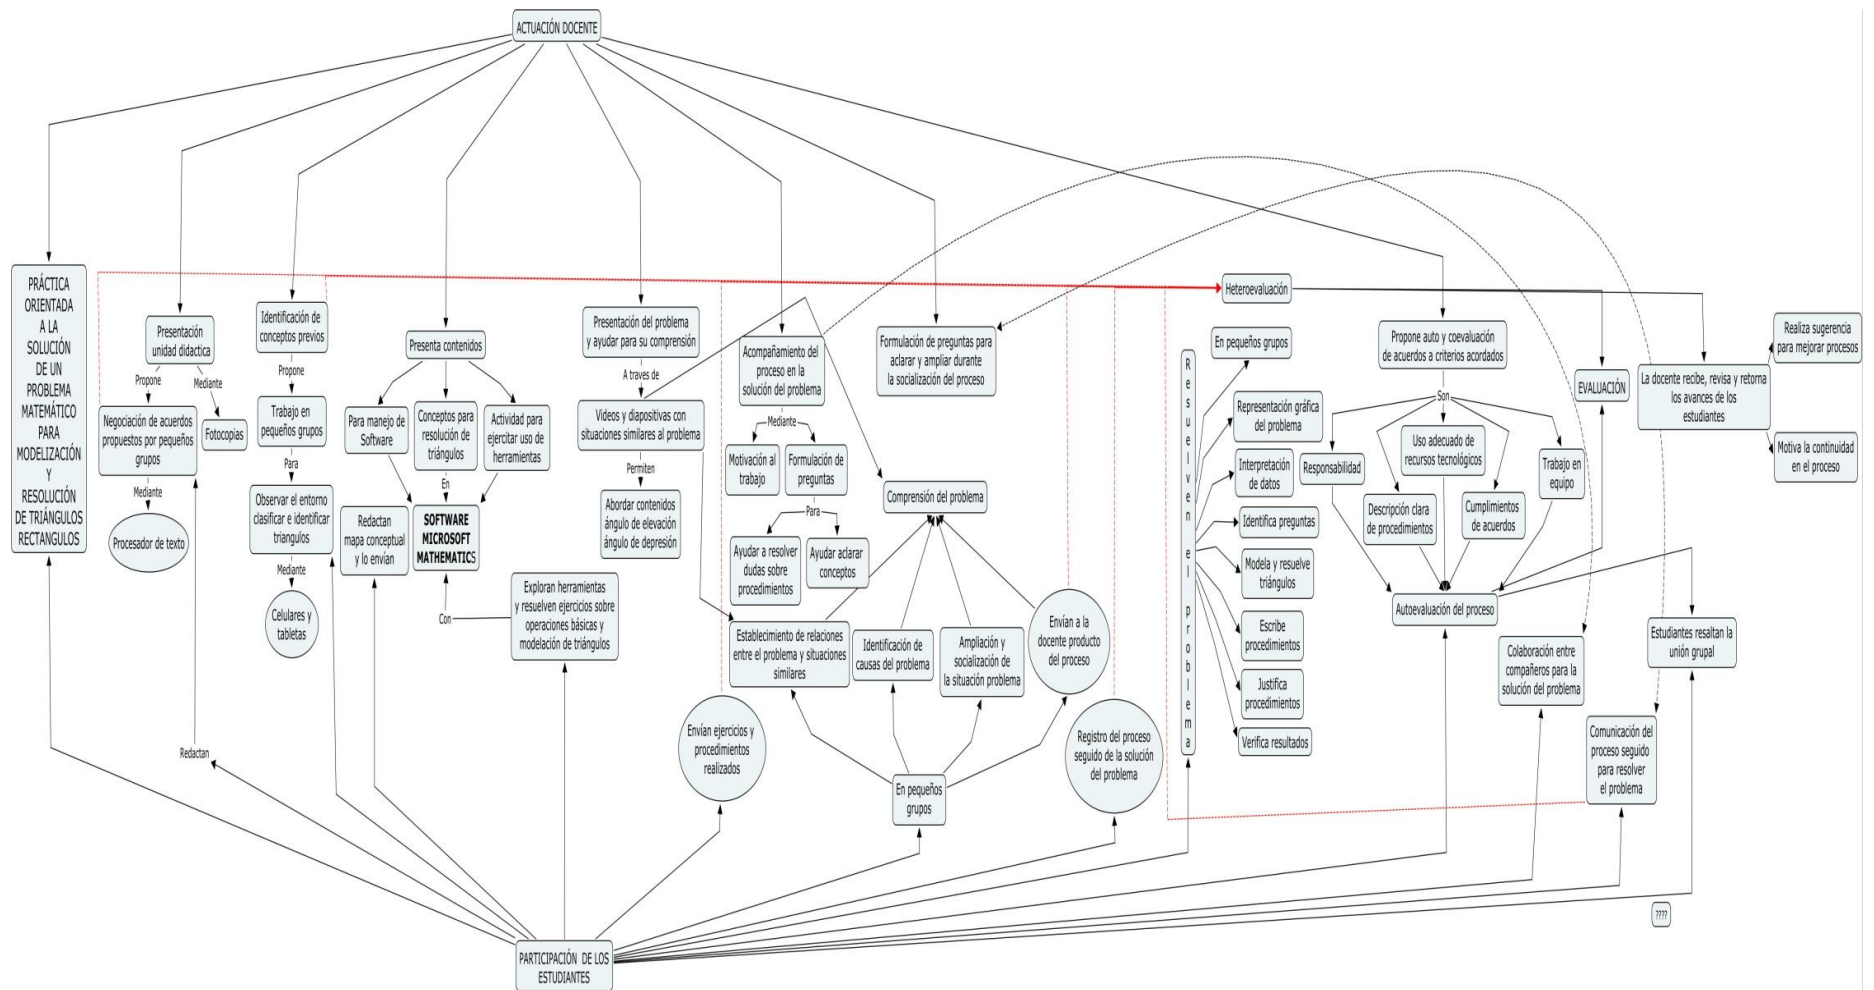 ACTUACIÓN DOCENTE
PRÁCTICA
ORIENTADA
A LA
SOLUCIÓN
DE UN
PROBLEMA
MATEMÁTICO
PARA
MODELIZACIÓN
Y
RESOLUCIÓN
DE TRIÁNGULOS
RECTANGULOS
Presentación
unidad didactica
Propone
Mediante
Negociación de acuerdos
propuestos por pequeños
grupos
Fotocopias
Mediante
Procesador de texto
Identificación de
conceptos previos
Propone
Trabajo en
pequeños grupos
Para
Observar el entorno
clasificar e identificar
triangulos
Mediante
Celulares y
tabletas
Presenta contenidos
Para manejo de
Software
Conceptos para
resolución de
triángulos
Actividad para
ejercitar uso de
herramientas
En
Redactan
mapa conceptual
y lo envían
SOFTWARE
MICROSOFT
MATHEMATICS
Con
Exploran herramientas
y resuelven ejercicios sobre
operaciones básicas y
modelación de triángulos
Presentación del problema
y ayudar para su comprensión
A traves de
Videos y diapositivas con
situaciones similares al problema
Permiten
Abordar contenidos
ángulo de elevación
ángulo de depresión
Acompañamiento del
proceso en la
solución del problema
Mediante
Motivación al
trabajo
Formulación de
preguntas
Para
Ayudar a resolver
dudas sobre
procedimientos
Ayudar aclarar
conceptos
Formulación de preguntas para
aclarar y ampliar durante
la socialización del proceso
Comprensión del problema
Establecimiento de relaciones
entre el problema y situaciones
similares
Identificación de
causas del problema
Ampliación y
socialización de
la situación problema
Envían a la
docente producto
del proceso
Envían ejercicios y
procedimientos
realizados
En pequeños
grupos
Registro del proceso
seguido de la solución
del problema
Heteroevaluación
Resuelven el problema
En pequeños grupos
Representación gráfica
del problema
Interpretación
de datos
Identifica preguntas
Modela y resuelve
triángulos
Escribe
procedimientos
Justifica
procedimientos
Verifica resultados
Propone auto y coevaluación
de acuerdos a criterios acordados
Son
Responsabilidad
Descripción clara
de procedimientos
Uso adecuado de
recursos tecnológicos
Cumplimientos
de acuerdos
Trabajo en
equipo
Autoevaluación del proceso
EVALUACIÓN
La docente recibe, revisa y retorna
los avances de los
estudiantes
Realiza sugerencia
para mejorar procesos
Motiva la continuidad
en el proceso
Colaboración entre
compañeros para la
solución del problema
Estudiantes resaltan la
unión grupal
Comunicación del
proceso seguido
para resolver
el problema
Redactan
????
PARTICIPACIÓN DE LOS
ESTUDIANTES